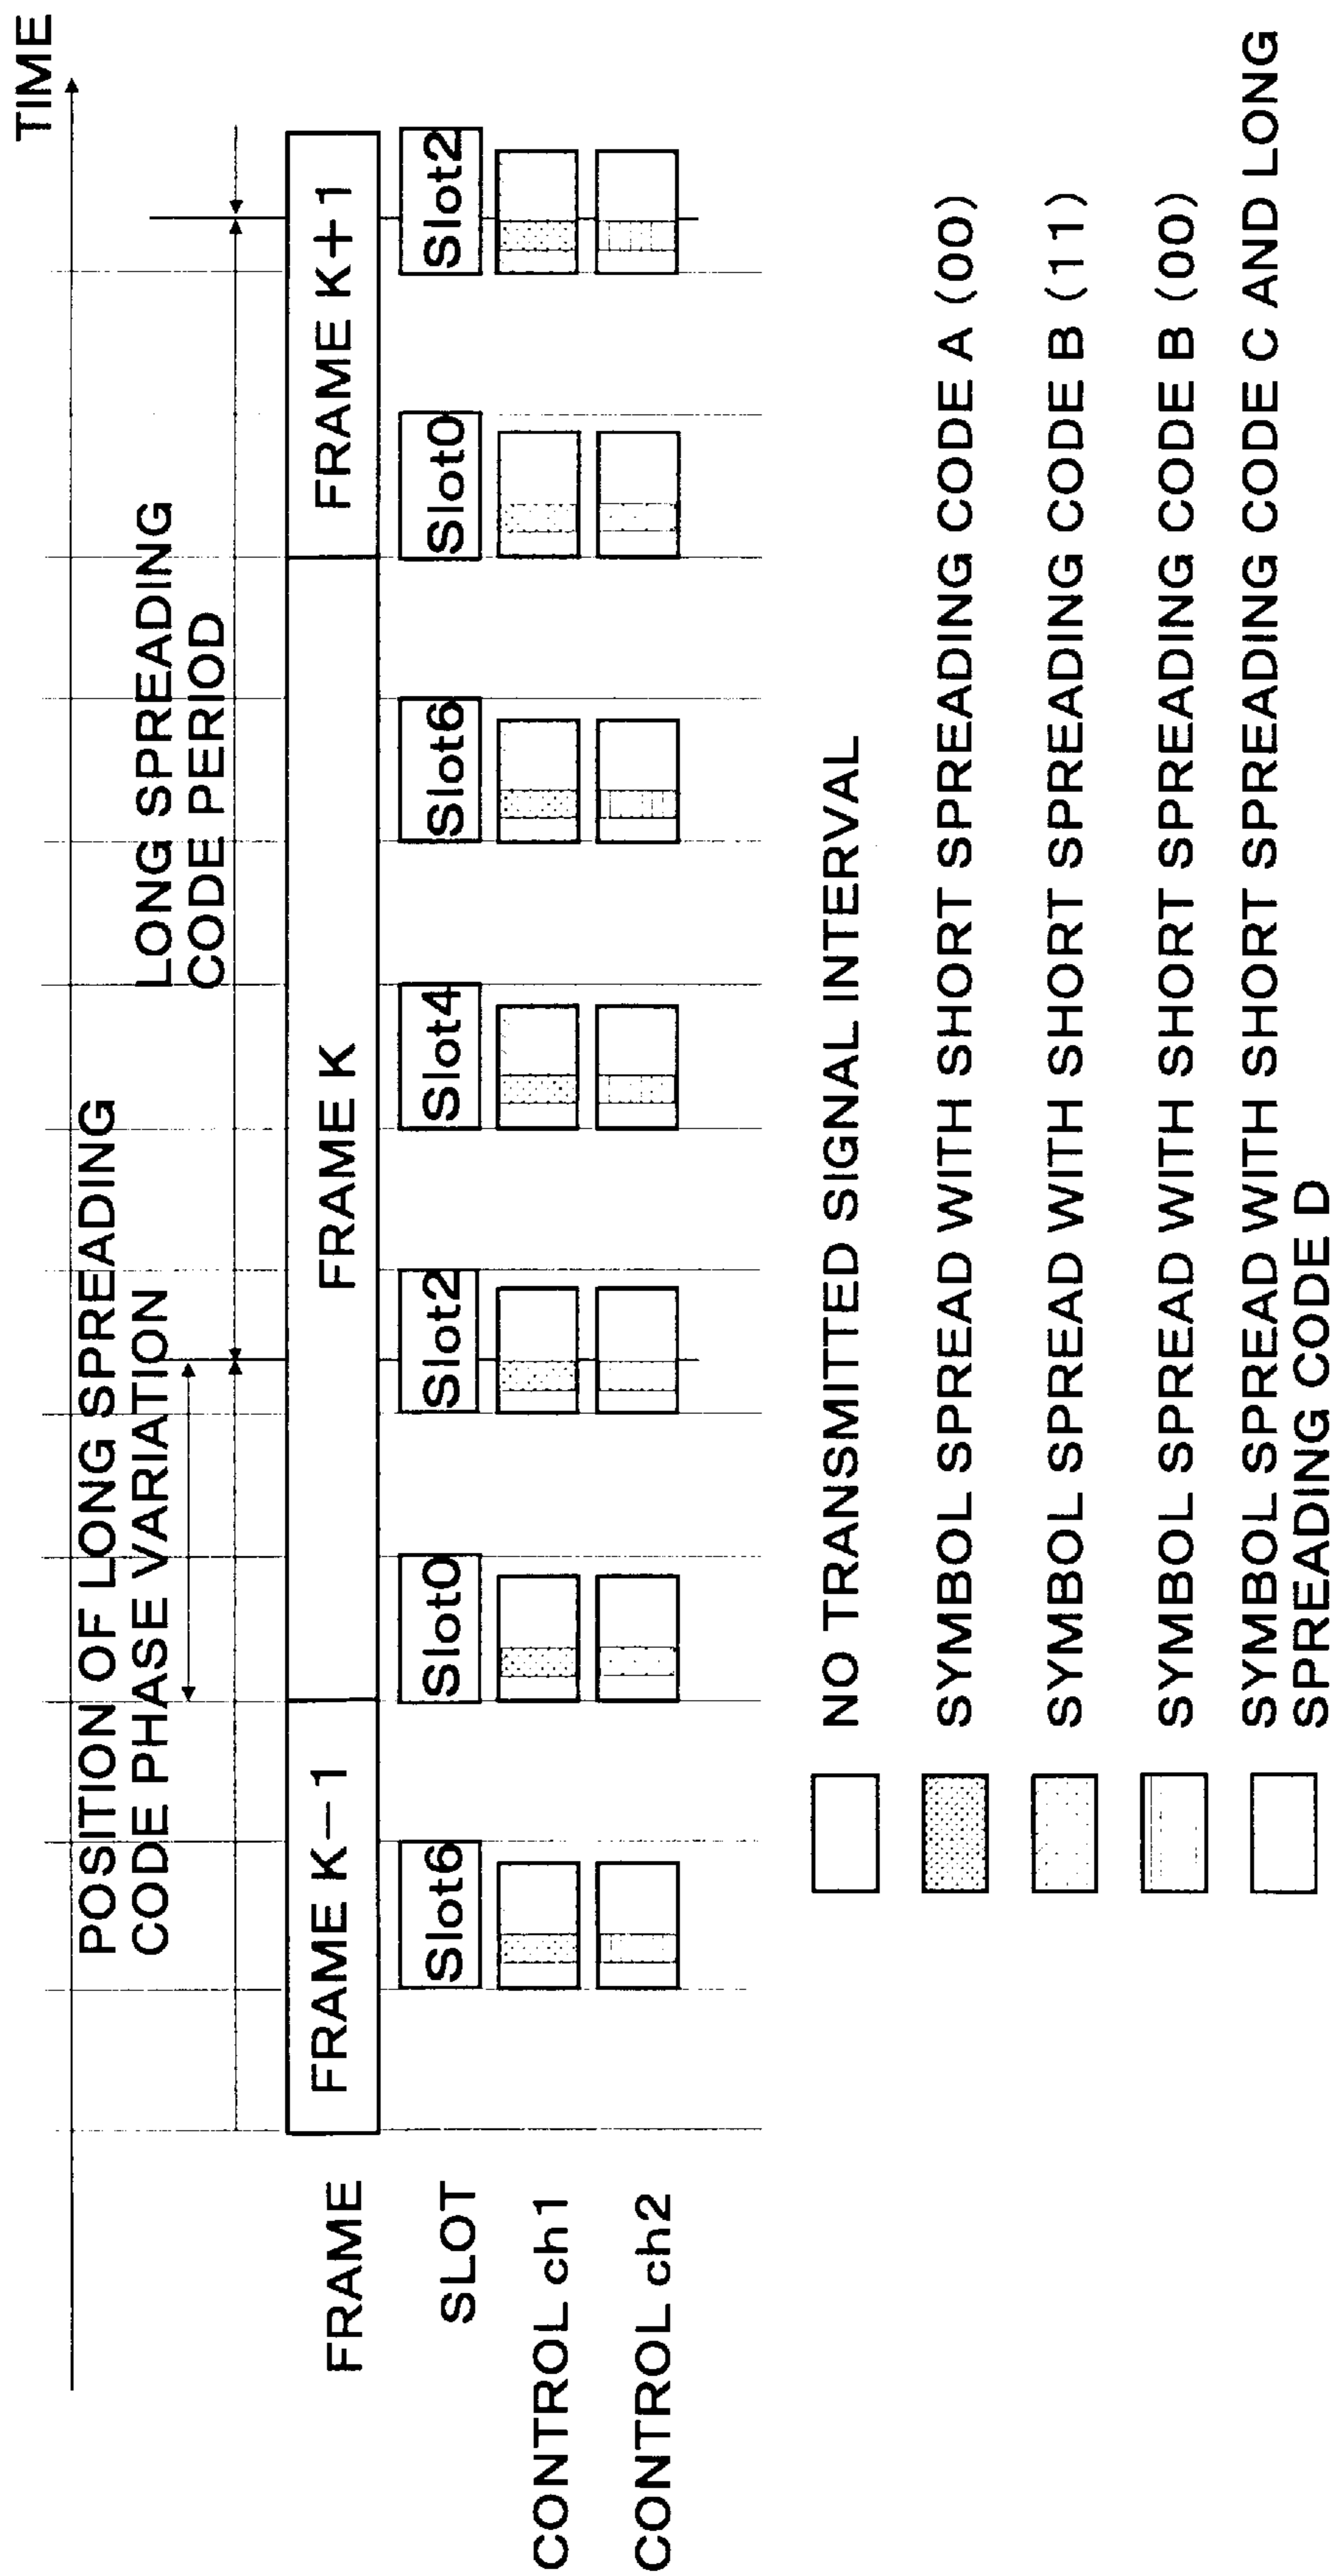 TIME
POSITION OF LONG SPREADING
CODE PHASE VARIATION
LONG SPREADING
CODE PERIOD
FRAME
FRAME K−1
FRAME K
FRAME K+1
SLOT
Slot6
Slot0
Slot2
Slot4
Slot6
Slot0
Slot2
CONTROL ch1
CONTROL ch2
NO TRANSMITTED SIGNAL INTERVAL
SYMBOL SPREAD WITH SHORT SPREADING CODE A (00)
SYMBOL SPREAD WITH SHORT SPREADING CODE B (11)
SYMBOL SPREAD WITH SHORT SPREADING CODE B (00)
SYMBOL SPREAD WITH SHORT SPREADING CODE C AND LONG
SPREADING CODE D